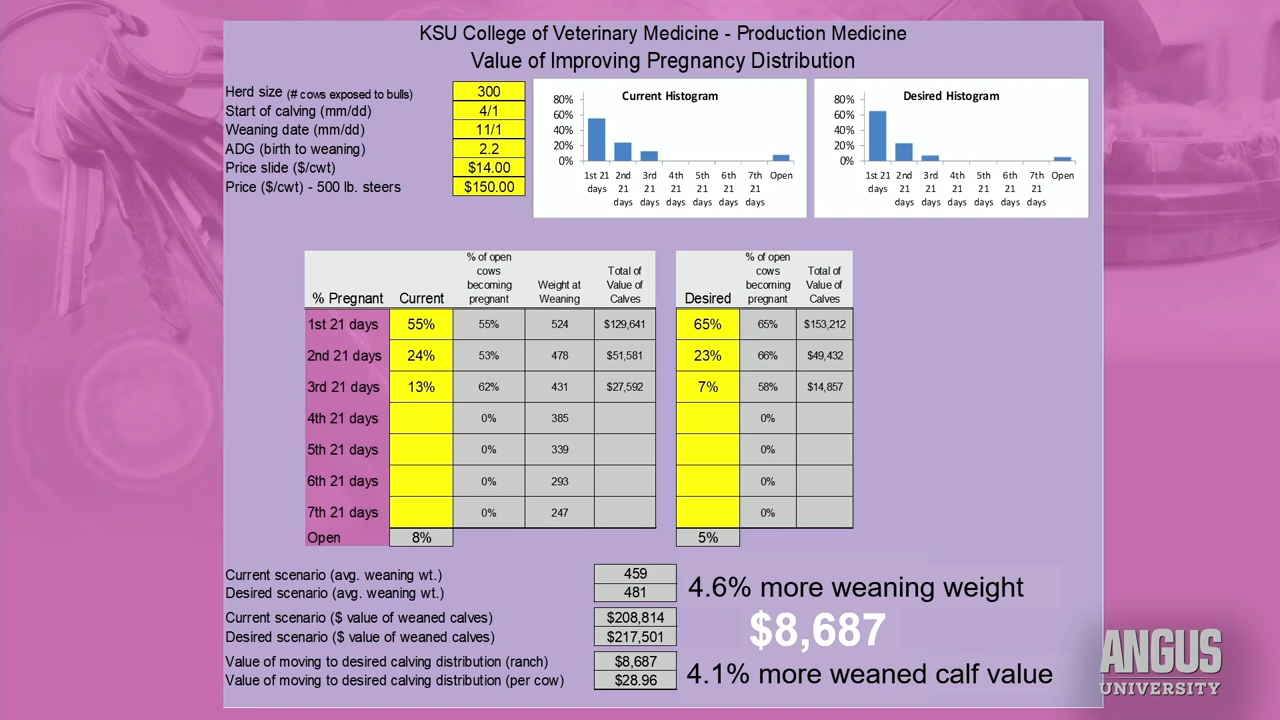 KSU College of Veterinary Medicine - Production Medicine
Value of Improving Pregnancy Distribution
Herd size (# cows exposed to bulls) 300
Start of calving (mm/dd) 4/1
Weaning date (mm/dd) 11/1
ADG (birth to weaning) 2.2
Price slide ($/cwt) $14.00
Price ($/cwt) - 500 lb. steers $150.00
Current Histogram
80%
60%
40%
20%
0%
1st 21 days 2nd 21 days 3rd 21 days 4th 21 days 5th 21 days 6th 21 days 7th 21 days Open
Desired Histogram
80%
60%
40%
20%
0%
1st 21 days 2nd 21 days 3rd 21 days 4th 21 days 5th 21 days 6th 21 days 7th 21 days Open
% Pregnant Current % of open cows becoming pregnant Weight at Weaning Total of Value of Calves Desired % of open cows becoming pregnant Total of Value of Calves
1st 21 days 55% 55% 524 $129,641 65% 65% $153,212
2nd 21 days 24% 53% 478 $51,581 23% 66% $49,432
3rd 21 days 13% 62% 431 $27,592 7% 58% $14,857
4th 21 days 0% 385 0%
5th 21 days 0% 339 0%
6th 21 days 0% 293 0%
7th 21 days 0% 247 0%
Open 8% 5%
Current scenario (avg. weaning wt.) 459
Desired scenario (avg. weaning wt.) 481
4.6% more weaning weight
Current scenario ($ value of weaned calves) $208,814
Desired scenario ($ value of weaned calves) $217,501
$8,687
Value of moving to desired calving distribution (ranch) $8,687
Value of moving to desired calving distribution (per cow) $28.96
4.1% more weaned calf value
ANGUS
UNIVERSITY